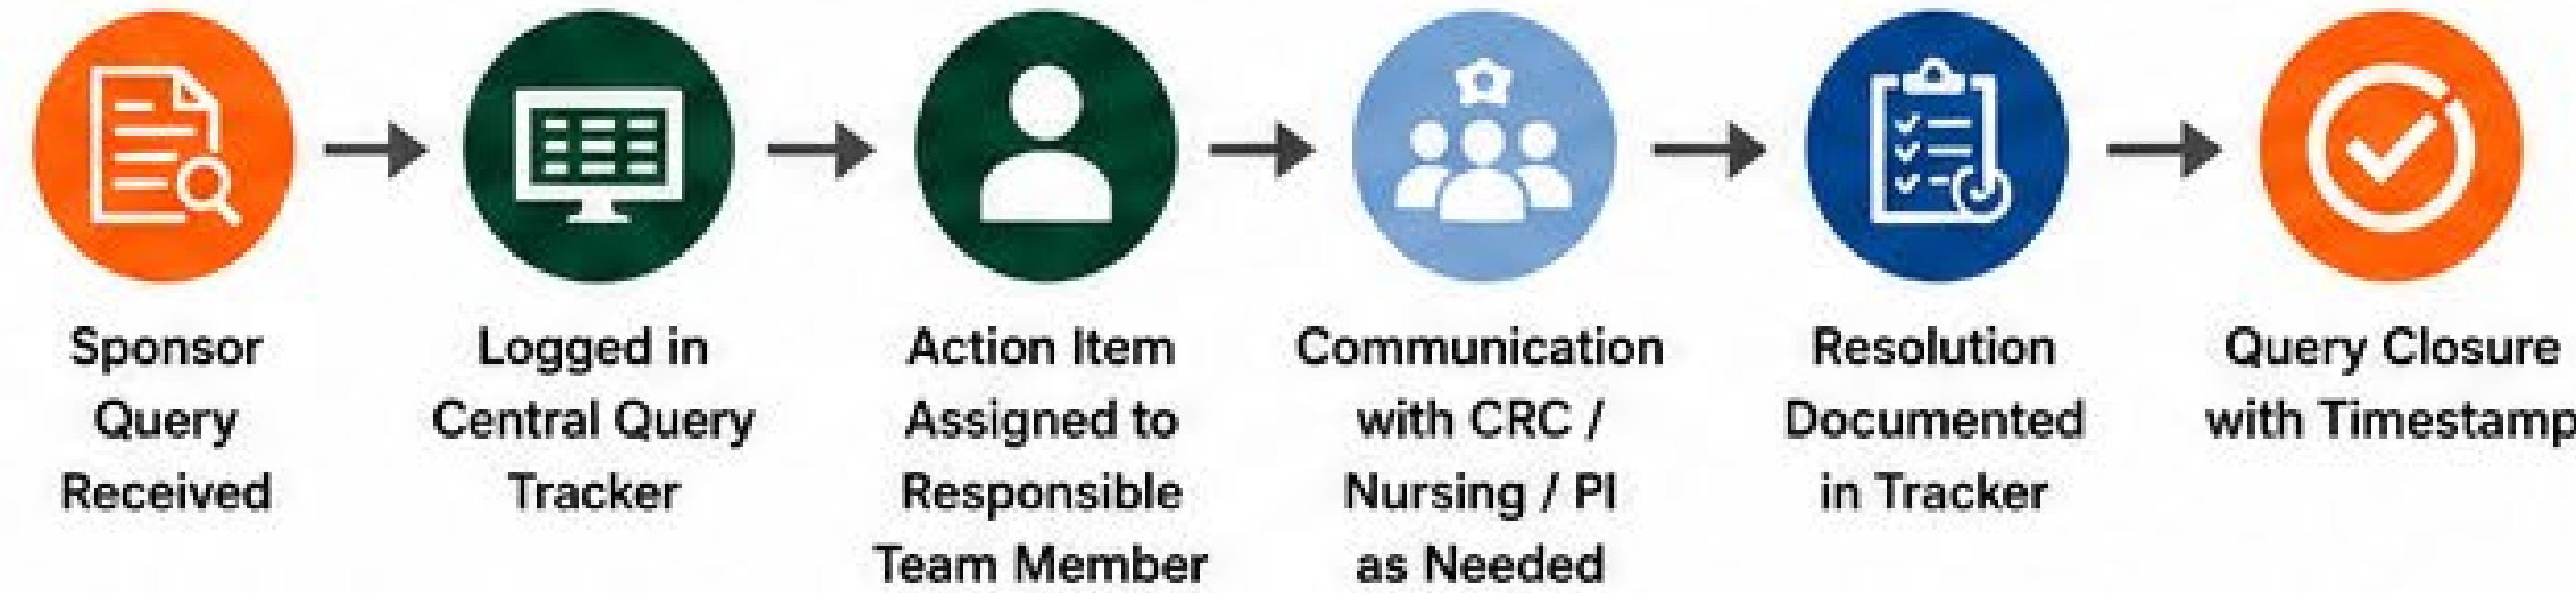 Sponsor
Query
Received
Logged in
Central Query
Tracker
Action Item
Assigned to
Responsible
Team Member
Communication
with CRC /
Nursing / PI
as Needed
Resolution
Documented
in Tracker
Query Closure
with Timestamp